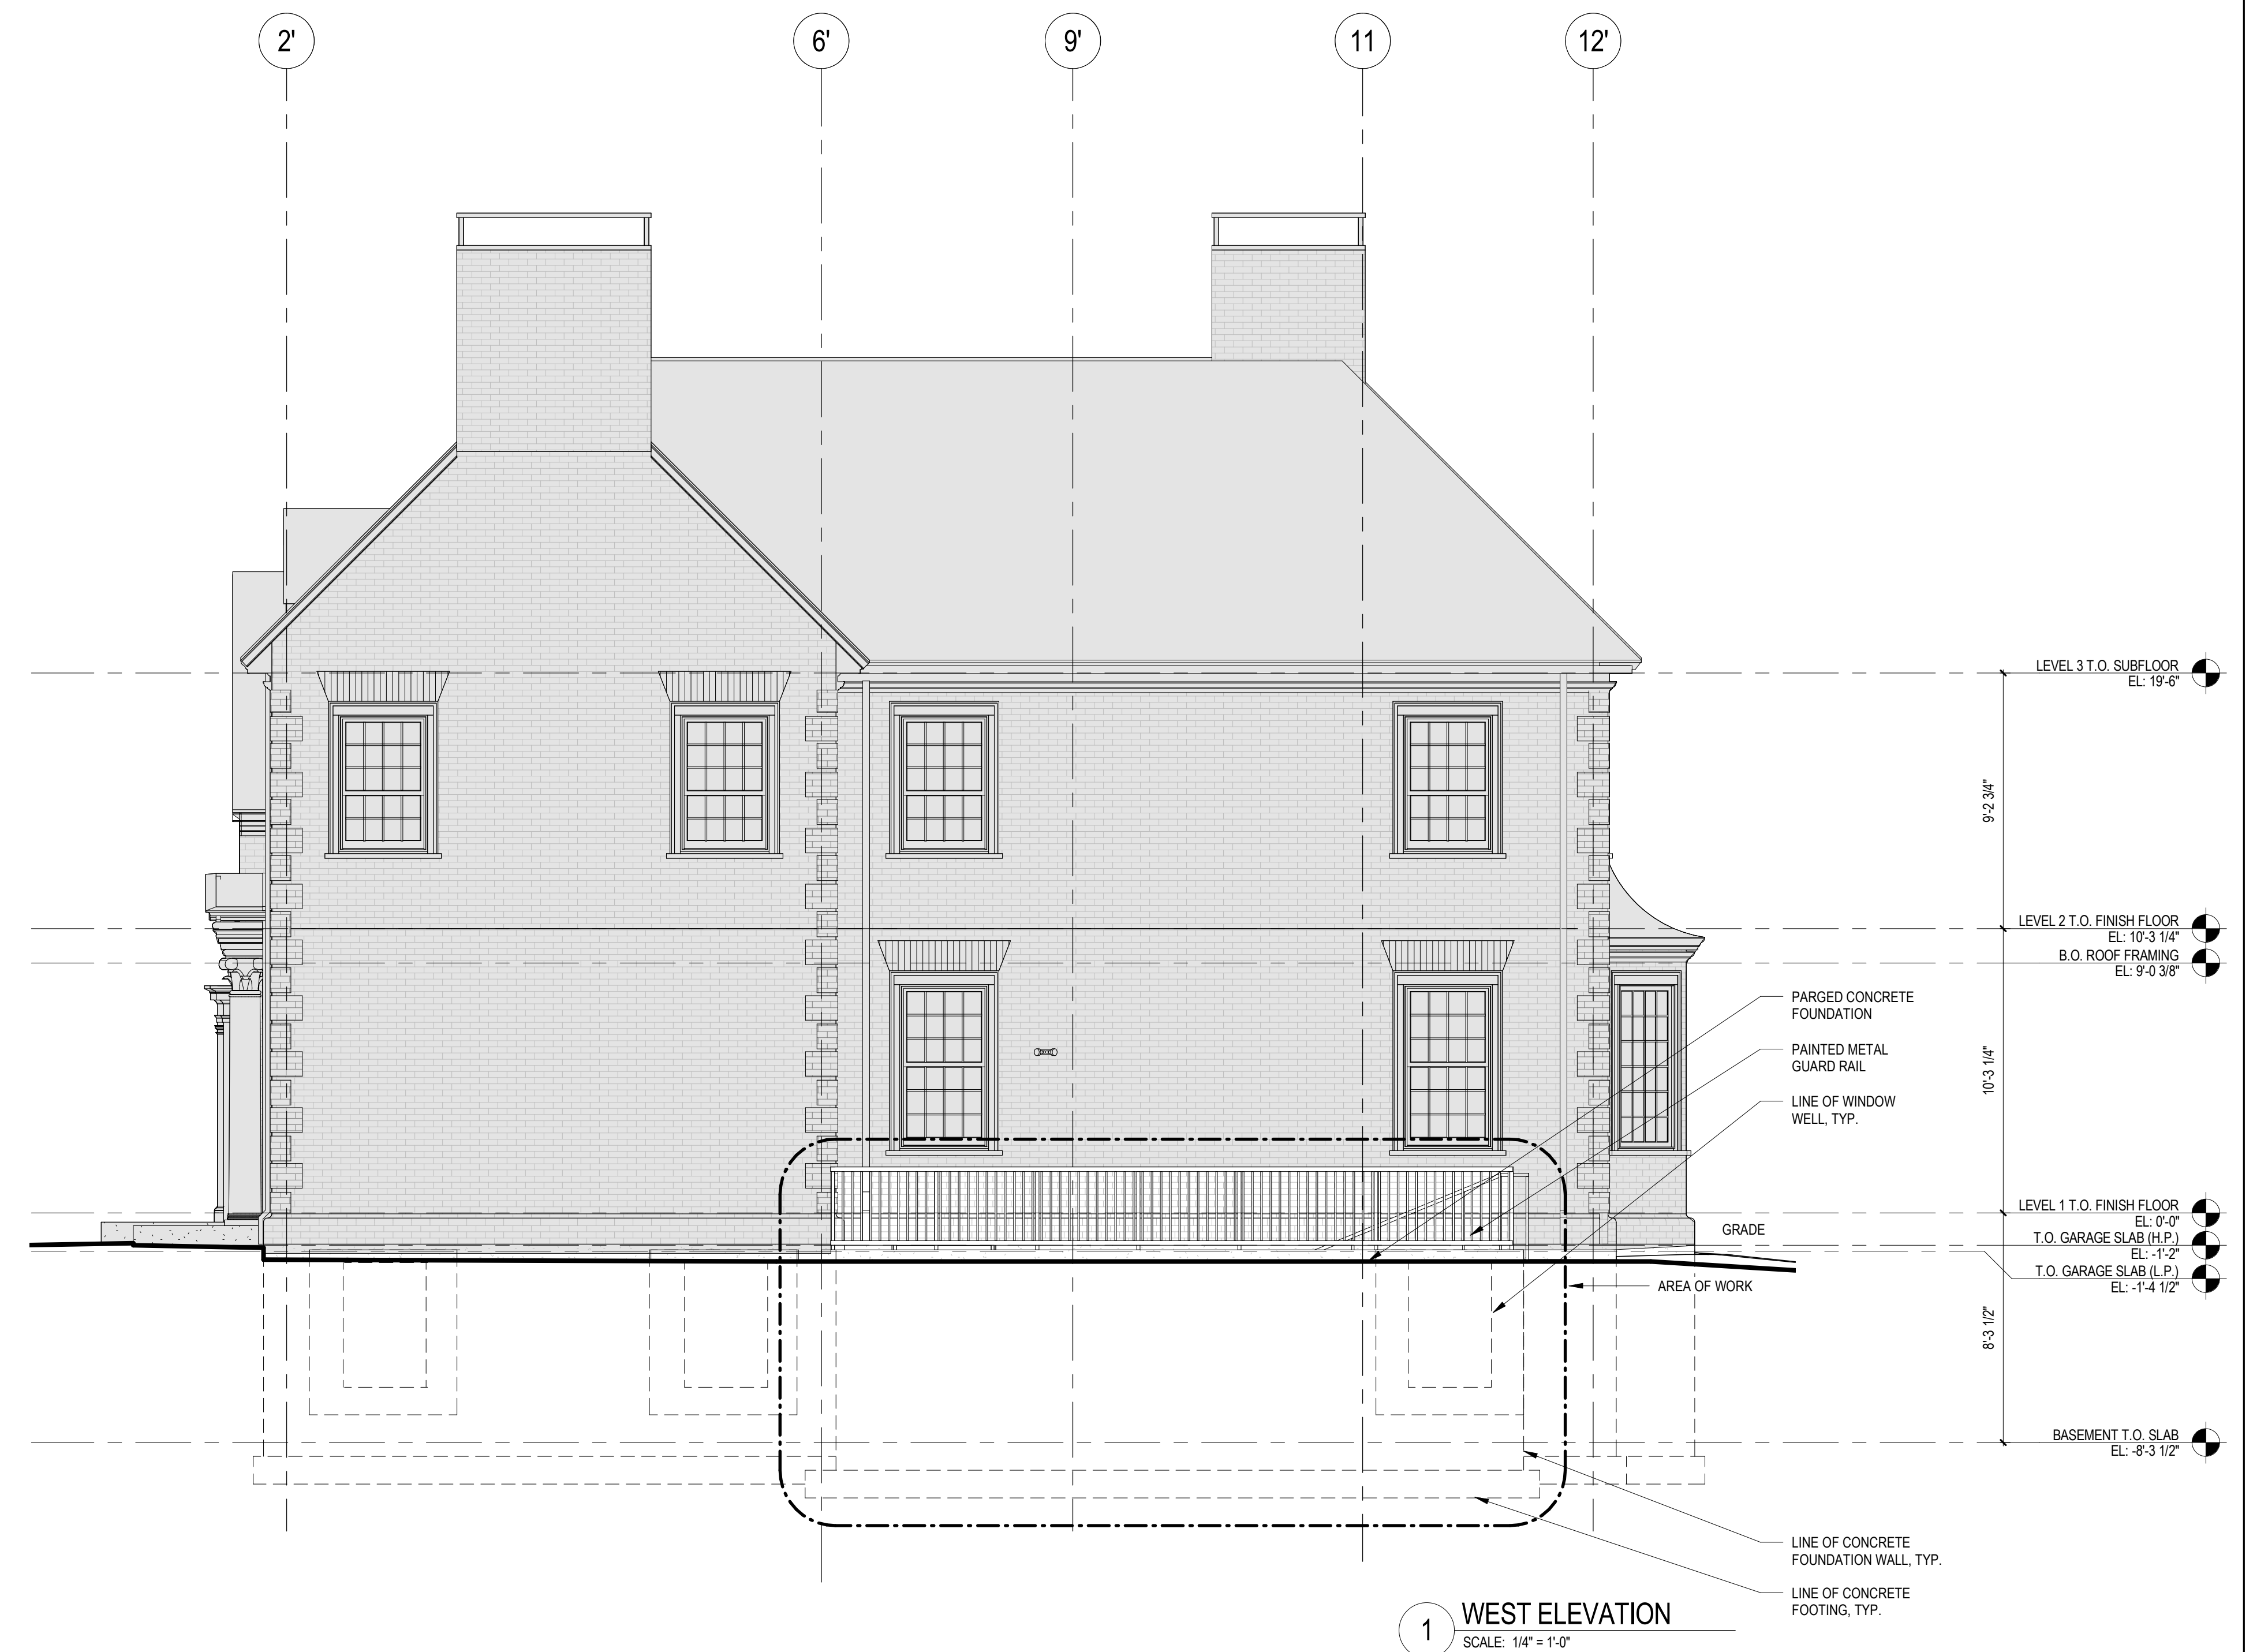 2'
6'
9'
11
12'
LEVEL 3 T.O. SUBFLOOR
EL: 19'-6"
9'-2 3/4"
LEVEL 2 T.O. FINISH FLOOR
EL: 10'-3 1/4"
B.O. ROOF FRAMING
EL: 9'-0 3/8"
PARGED CONCRETE
FOUNDATION
PAINTED METAL
GUARD RAIL
LINE OF WINDOW
WELL, TYP.
10'-3 1/4"
LEVEL 1 T.O. FINISH FLOOR
EL: 0'-0"
GRADE
T.O. GARAGE SLAB (H.P.)
EL: -1'-2"
T.O. GARAGE SLAB (L.P.)
EL: -1'-4 1/2"
AREA OF WORK
8'-3 1/2"
BASEMENT T.O. SLAB
EL: -8'-3 1/2"
LINE OF CONCRETE
FOUNDATION WALL, TYP.
LINE OF CONCRETE
FOOTING, TYP.
1
WEST ELEVATION
SCALE: 1/4" = 1'-0"